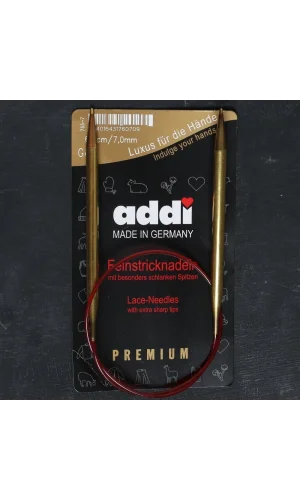 4016431780709
cm/7,0mm
Luxus für die Hände
Indulge your hands
addi
MADE IN GERMANY
Feinstricknadeln
mit besonders schlanken Spitzen
Lace-Needles
with extra sharp tips
PREMIUM